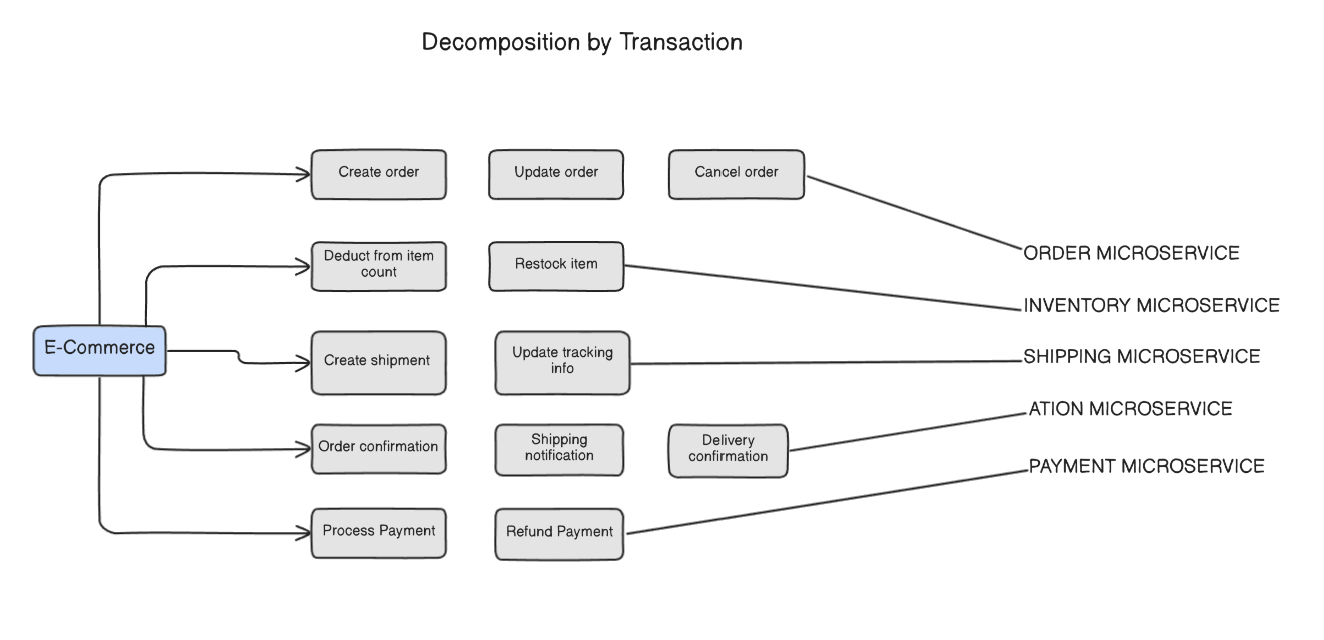 Decomposition by Transaction
Create order
Update order
Cancel order
ORDER MICROSERVICE
Deduct from item
count
Restock item
INVENTORY MICROSERVICE
E-Commerce
Create shipment
Update tracking
info
SHIPPING MICROSERVICE
Order confirmation
Shipping
notification
Delivery
confirmation
ATION MICROSERVICE
Process Payment
Refund Payment
PAYMENT MICROSERVICE